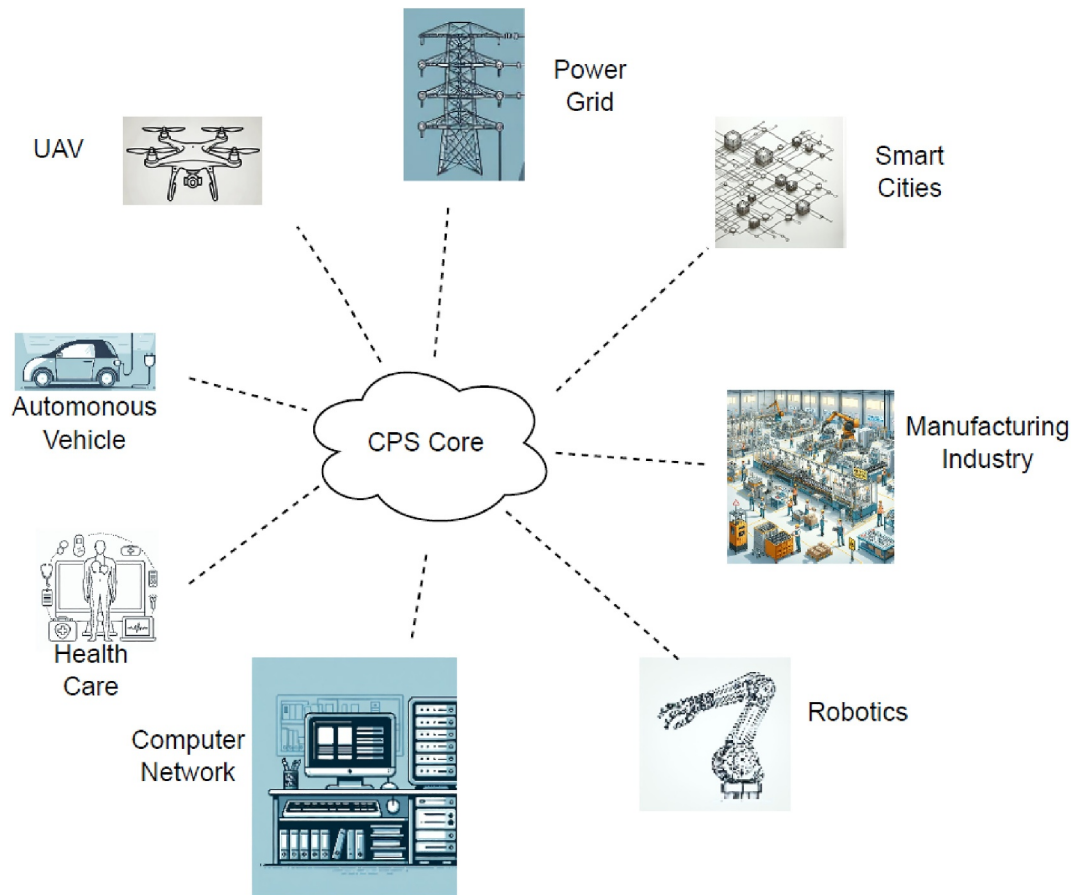 Power
Grid
UAV
Smart
Cities
Automonous
Vehicle
CPS Core
Manufacturing
Industry
Health
Care
Computer
Network
Robotics